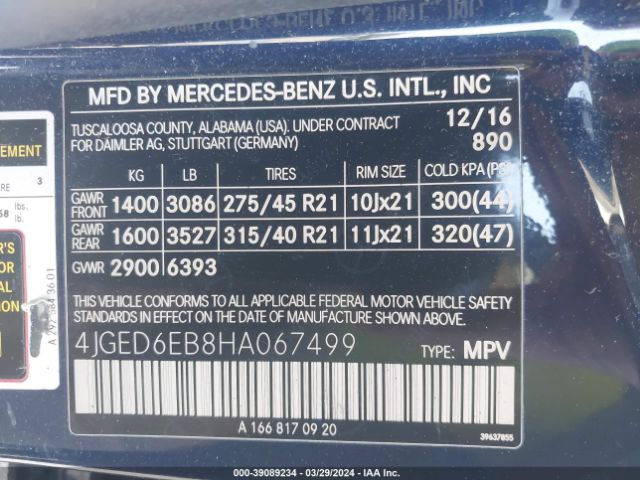 MFD BY MERCEDES-BENZ U.S. INTL., INC
TUSCALOOSA COUNTY, ALABAMA (USA). UNDER CONTRACT 12/16
FOR DAIMLER AG, STUTTGART (GERMANY) 890
KG LB TIRES RIM SIZE COLD KPA (PSI)
GAWR FRONT 1400 3086 275/45 R21 10Jx21 300(44)
GAWR REAR 1600 3527 315/40 R21 11Jx21 320(47)
GVWR 2900 6393
THIS VEHICLE CONFORMS TO ALL APPLICABLE FEDERAL MOTOR VEHICLE SAFETY
STANDARDS IN EFFECT ON THE DATE OF MANUFACTURE SHOWN ABOVE.
4JGED6EB8HA067499 TYPE: MPV
A 166 817 09 20
39637855
3
lbs.
lb.
000-39089234 | 03/29/2024 | IAA Inc.